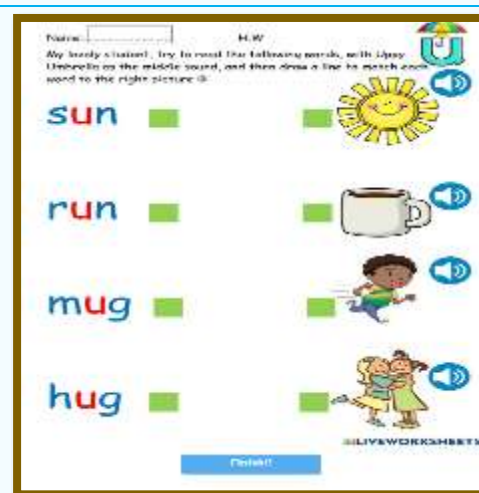 Name: H.W
My lovely student, try to read the following words, with Uppy
Umbrella as the middle sound, and then draw a line to match each
word to the right picture
U
sun
run
mug
hug
LIVEWORKSHEETS
Finish!!